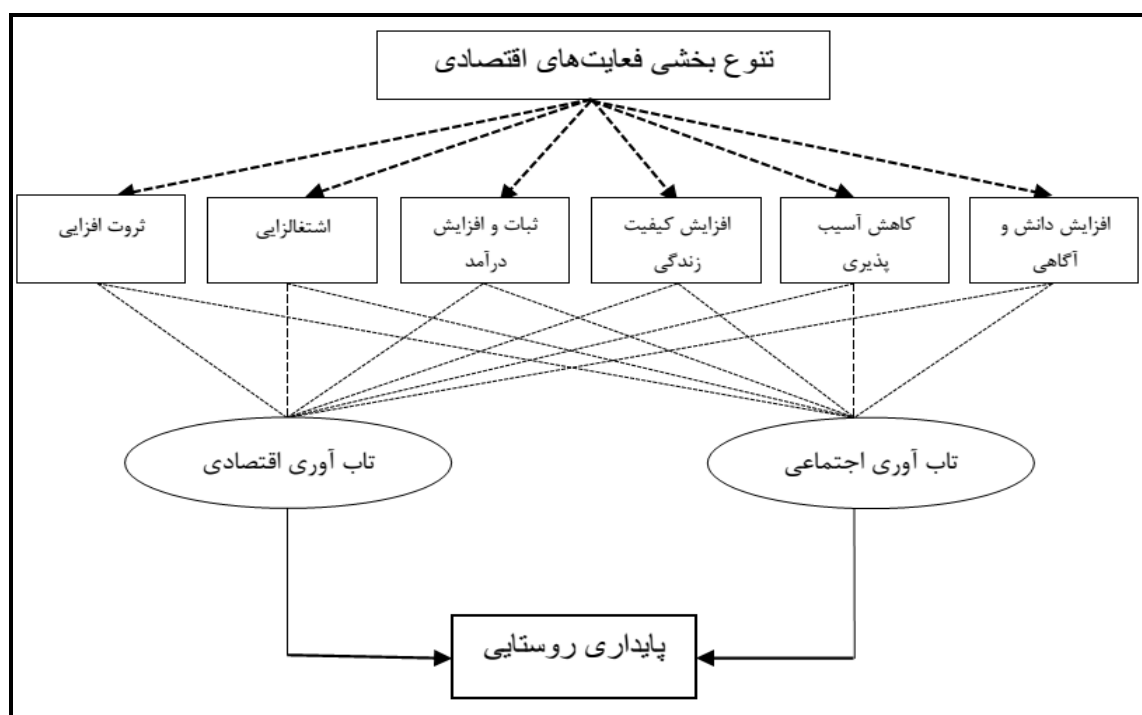 تنوع بخشی فعایت‌های اقتصادی
افزایش دانش و
آگاهی
کاهش آسیب
پذیری
افزایش کیفیت
زندگی
ثبات و افزایش
درآمد
اشتغالزایی
ثروت افزایی
تاب آوری اجتماعی
تاب آوری اقتصادی
پایداری روستایی